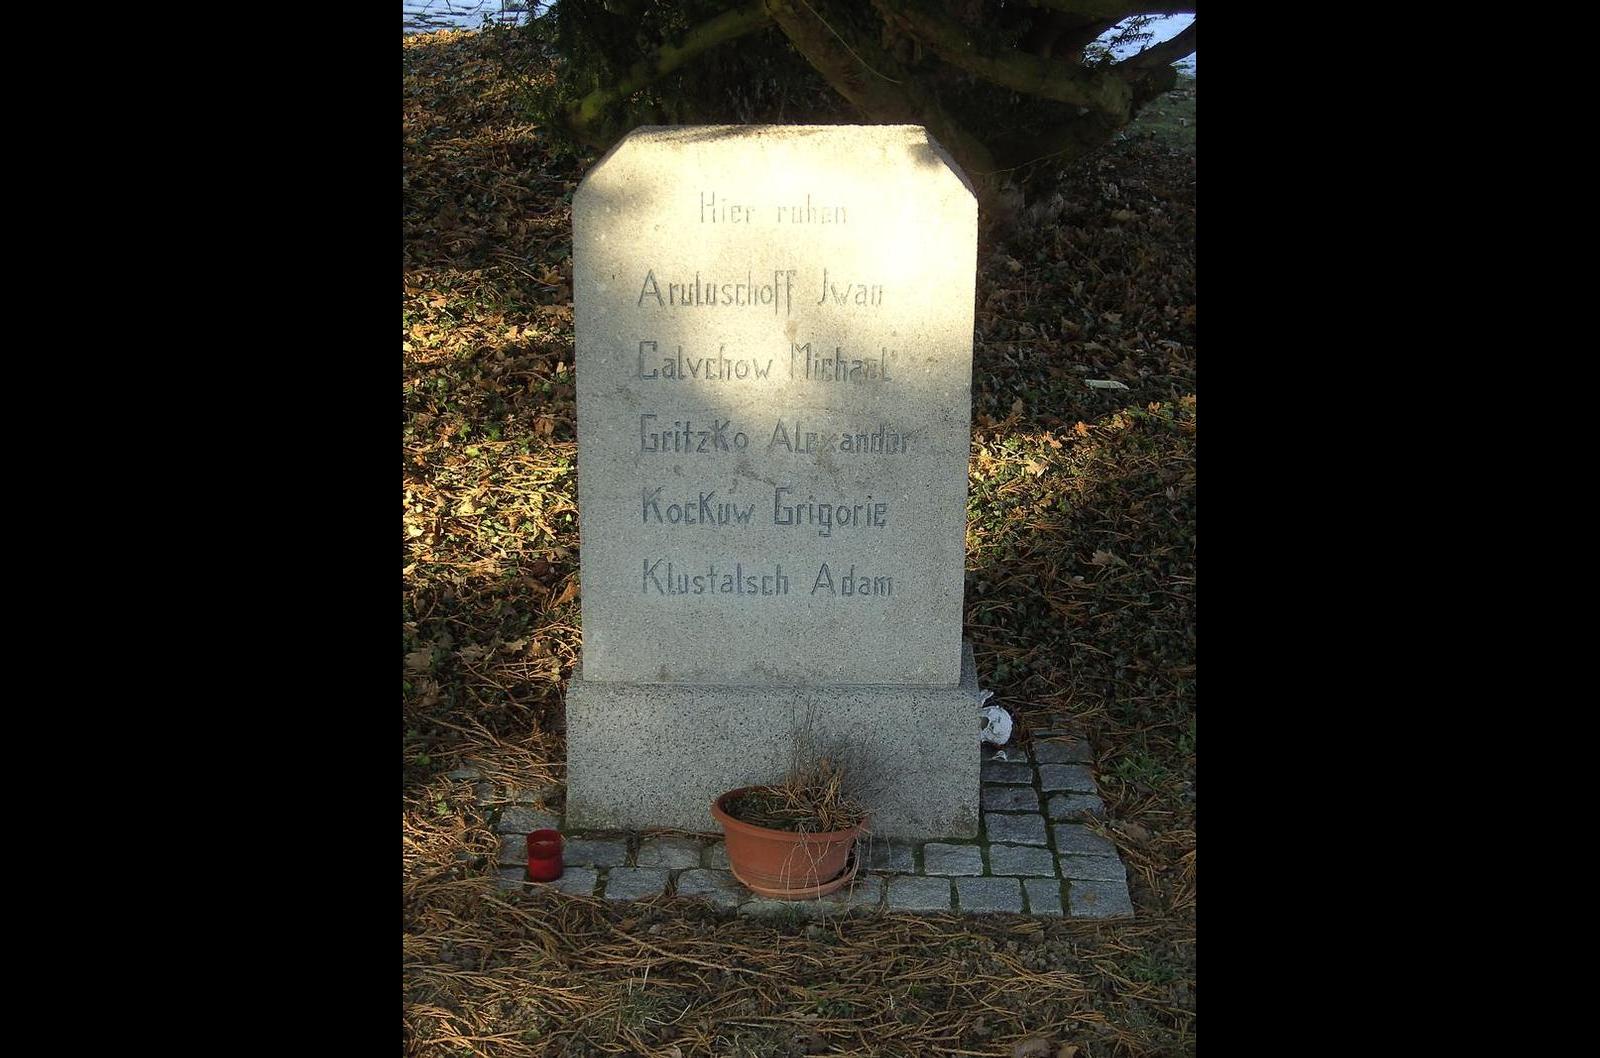 Hier ruhen
Aruluschoff Jwan
Calvchow Michael
Gritzko Alexander
Kockuw Grigorie
Klustalsch Adam